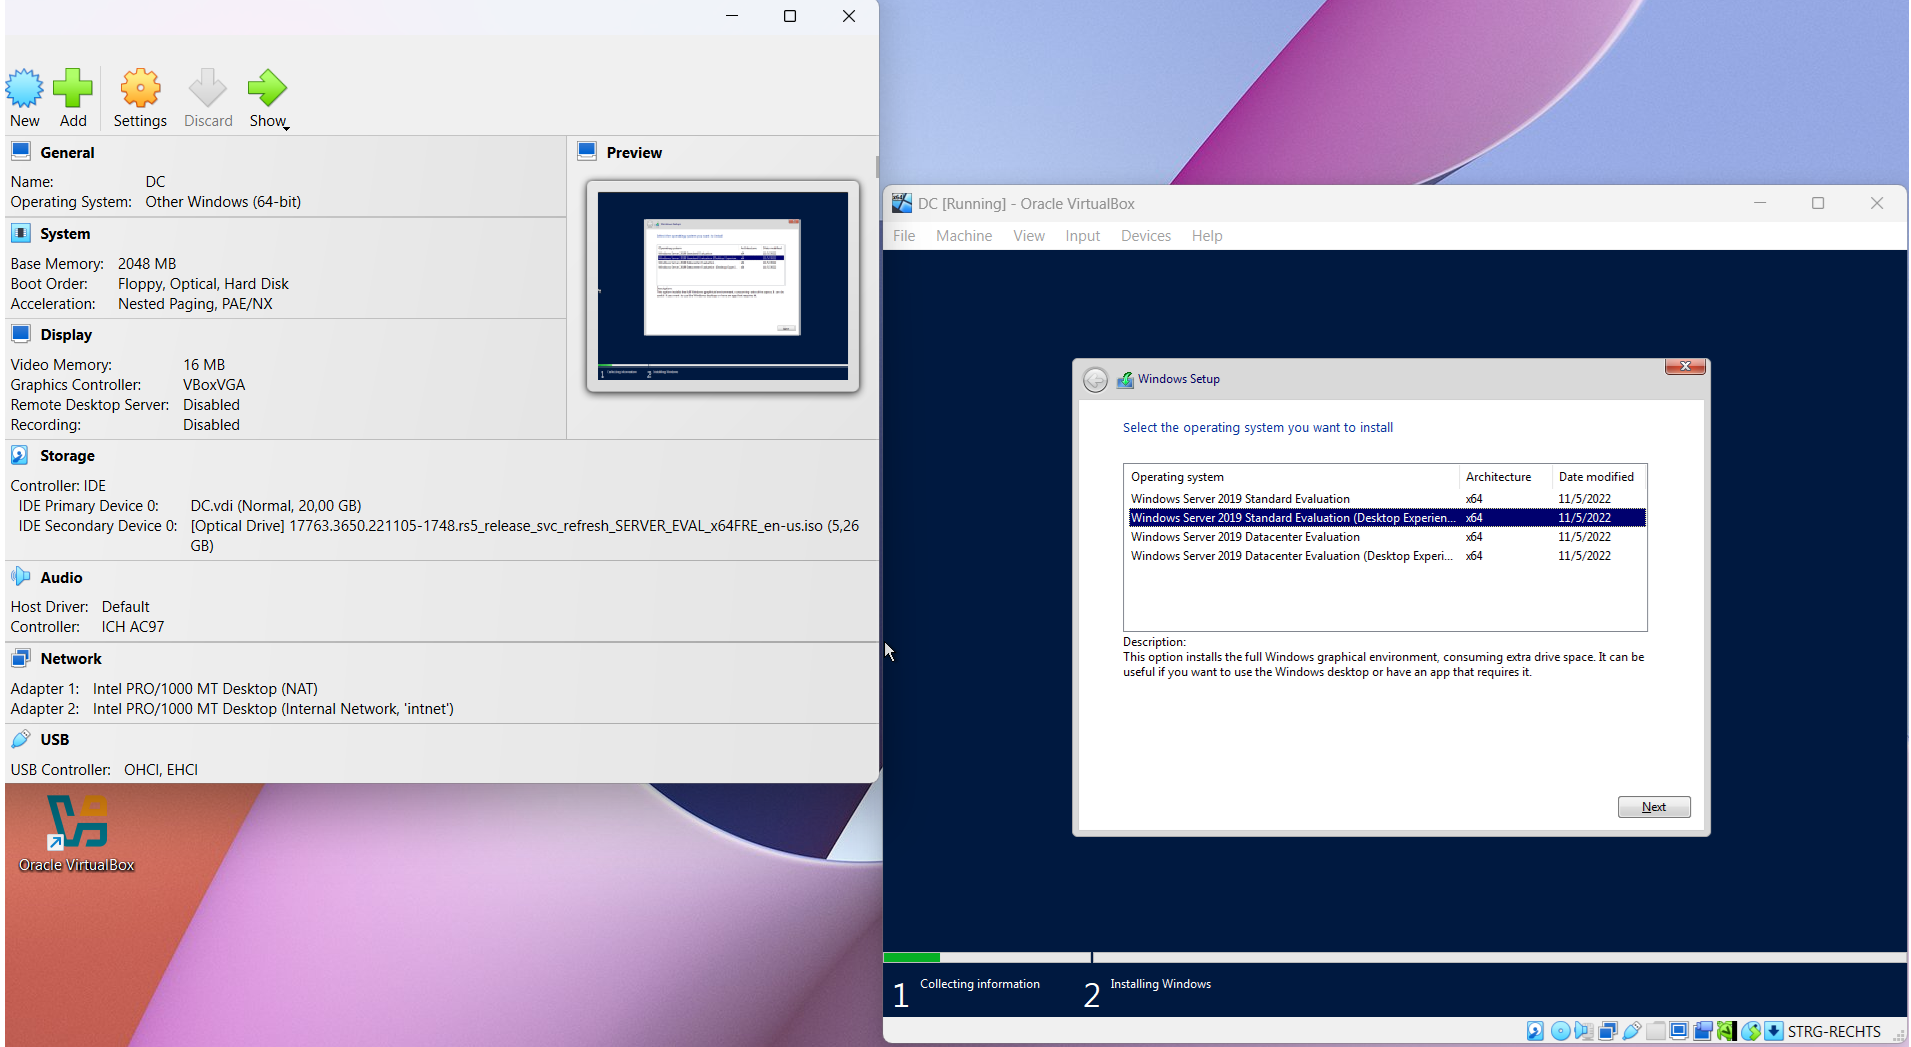 New
Add
Settings
Discard
Show
General
Name: DC
Operating System: Other Windows (64-bit)
System
Base Memory: 2048 MB
Boot Order: Floppy, Optical, Hard Disk
Acceleration: Nested Paging, PAE/NX
Display
Video Memory: 16 MB
Graphics Controller: VBoxVGA
Remote Desktop Server: Disabled
Recording: Disabled
Preview
Storage
Controller: IDE
IDE Primary Device 0: DC.vdi (Normal, 20,00 GB)
IDE Secondary Device 0: [Optical Drive] 17763.3650.221105-1748.rs5_release_svc_refresh_SERVER_EVAL_x64FRE_en-us.iso (5,26
GB)
Audio
Host Driver: Default
Controller: ICH AC97
Network
Adapter 1: Intel PRO/1000 MT Desktop (NAT)
Adapter 2: Intel PRO/1000 MT Desktop (Internal Network, 'intnet')
USB
USB Controller: OHCI, EHCI
Oracle VirtualBox
DC [Running] - Oracle VirtualBox
File Machine View Input Devices Help
Windows Setup
Select the operating system you want to install
Operating system Architecture Date modified
Windows Server 2019 Standard Evaluation x64 11/5/2022
Windows Server 2019 Standard Evaluation (Desktop Experien... x64 11/5/2022
Windows Server 2019 Datacenter Evaluation x64 11/5/2022
Windows Server 2019 Datacenter Evaluation (Desktop Experi... x64 11/5/2022
Description:
This option installs the full Windows graphical environment, consuming extra drive space. It can be
useful if you want to use the Windows desktop or have an app that requires it.
Next
1 Collecting information 2 Installing Windows
STRG-RECHTS